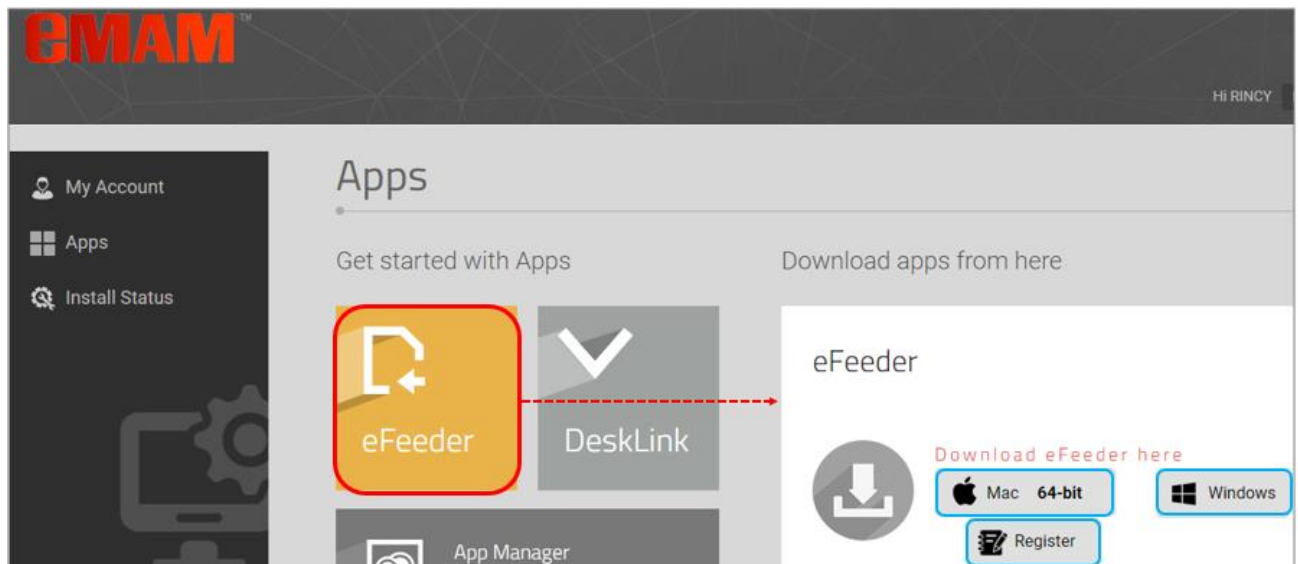 eMAM™
Hi RINCY
My Account
Apps
Install Status
Apps
Get started with Apps
Download apps from here
eFeeder
DeskLink
App Manager
eFeeder
Download eFeeder here
Mac 64-bit
Windows
Register